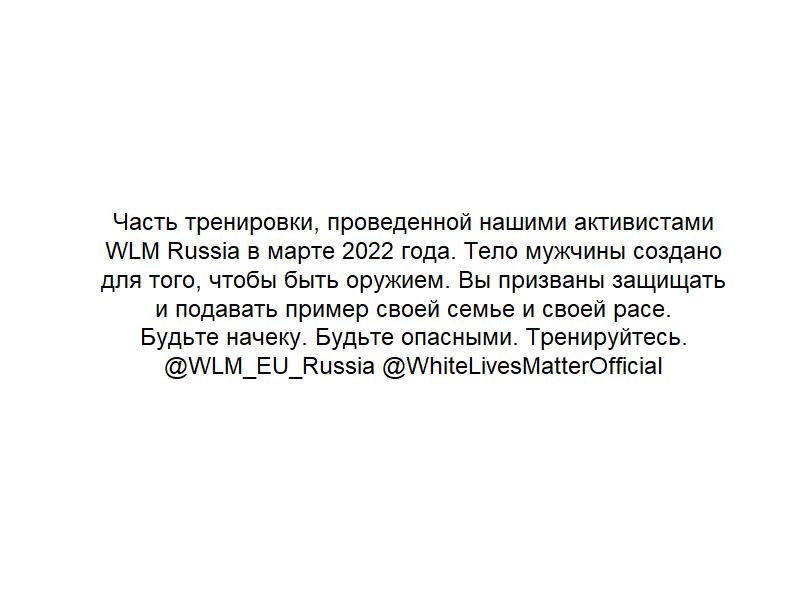 Часть тренировки, проведенной нашими активистами
WLM Russia в марте 2022 года. Тело мужчины создано
для того, чтобы быть оружием. Вы призваны защищать
и подавать пример своей семье и своей расе.
Будьте начеку. Будьте опасными. Тренируйтесь.
@WLM_EU_Russia @WhiteLivesMatterOfficial